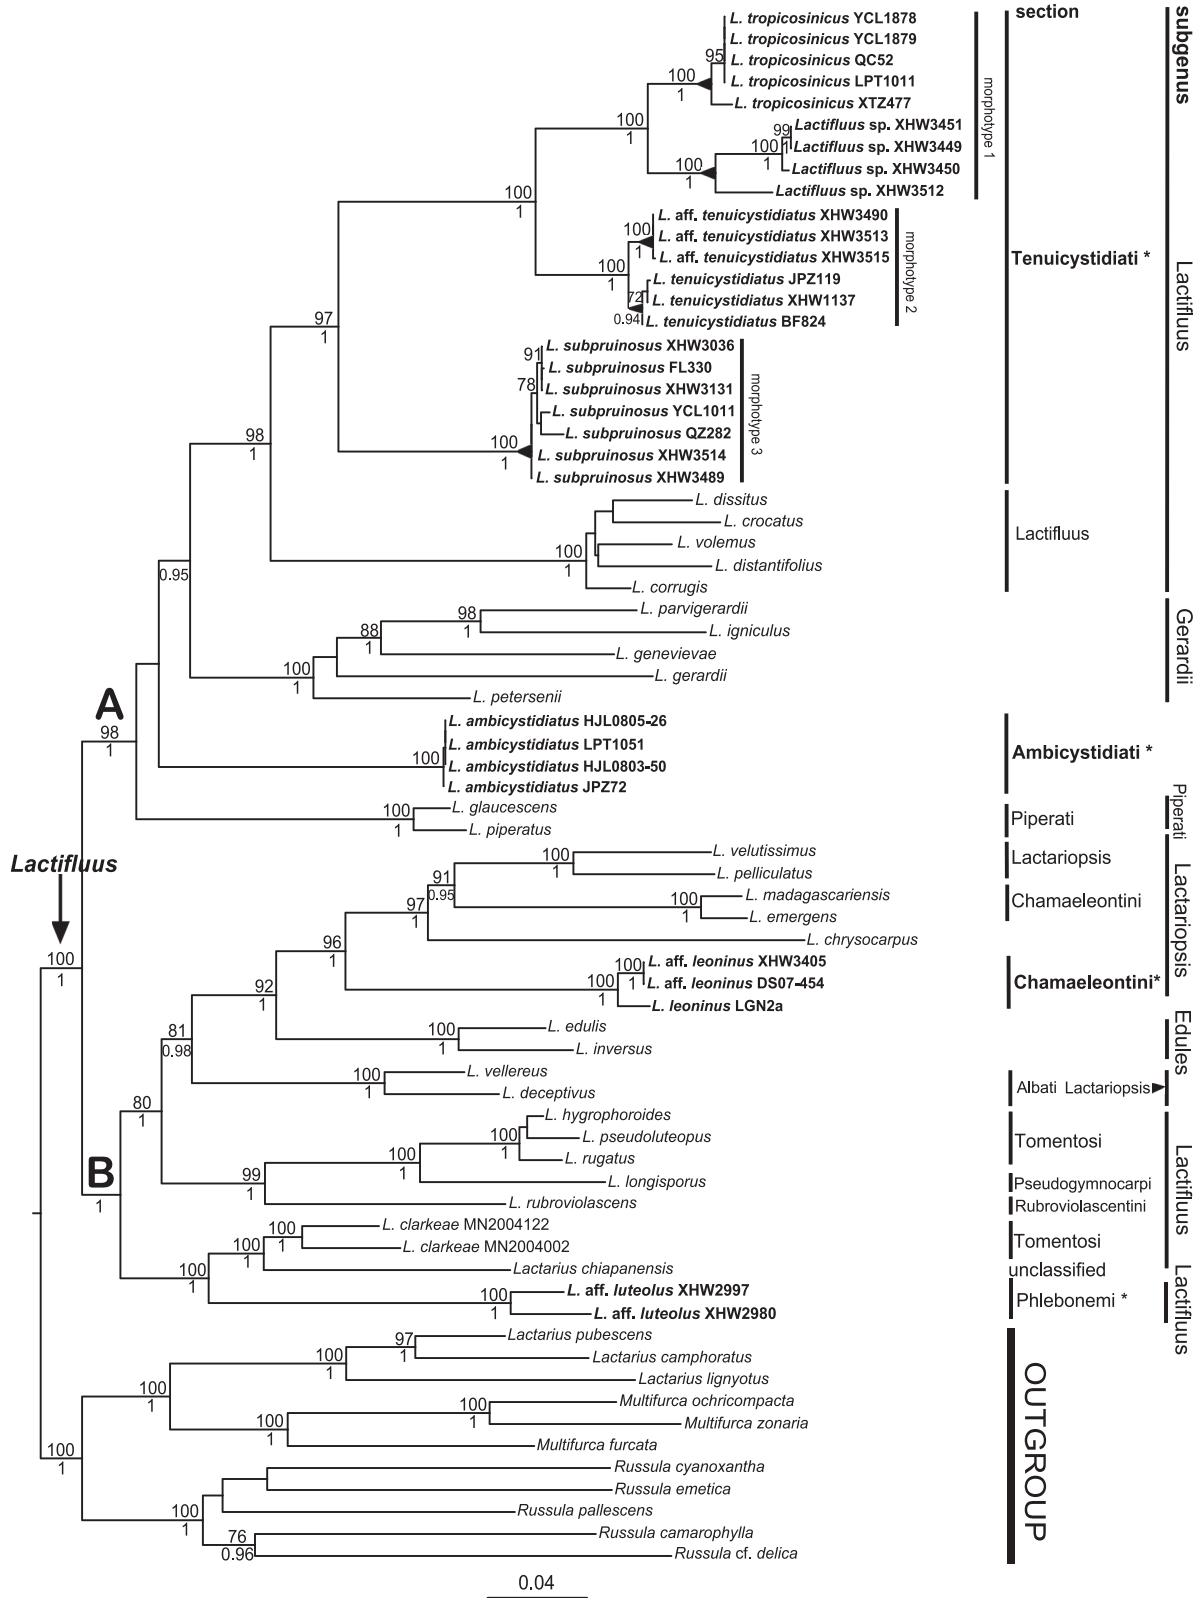 section
subgenus
L. tropicosinicus YCL1878
L. tropicosinicus YCL1879
95
L. tropicosinicus QC52
100
1
L. tropicosinicus LPT1011
L. tropicosinicus XTZ477
morphotype 1
100
1
Lactifluus sp. XHW3451
99
1
Lactifluus sp. XHW3449
100
1
Lactifluus sp. XHW3450
100
1
Lactifluus sp. XHW3512
100
1
L. aff. tenuicystidiatus XHW3490
100
1
L. aff. tenuicystidiatus XHW3513
L. aff. tenuicystidiatus XHW3515
100
1
L. tenuicystidiatus JPZ119
72
L. tenuicystidiatus XHW1137
0.94
L. tenuicystidiatus BF824
morphotype 2
Tenuicystidiati *
Lactifluus
97
1
L. subpruinosus XHW3036
91
L. subpruinosus FL330
78
L. subpruinosus XHW3131
L. subpruinosus YCL1011
L. subpruinosus QZ282
100
1
L. subpruinosus XHW3514
L. subpruinosus XHW3489
morphotype 3
98
1
L. dissitus
L. crocatus
L. volemus
100
1
L. distantifolius
L. corrugis
Lactifluus
0.95
L. parvigerardii
98
1
L. igniculus
88
1
L. genevievae
100
1
L. gerardii
L. petersenii
Gerardii
A
98
1
L. ambicystidiatus HJL0805-26
L. ambicystidiatus LPT1051
100
L. ambicystidiatus HJL0803-50
L. ambicystidiatus JPZ72
Ambicystidiati *
L. glaucescens
100
1
L. piperatus
Piperati
Piperati
Lactifluus
100
1
L. velutissimus
100
1
L. pelliculatus
Lactariopsis
91
0.95
L. madagascariensis
100
1
L. emergens
Chamaeleontini
97
1
L. chrysocarpus
96
1
L. aff. leoninus XHW3405
100
1
L. aff. leoninus DS07-454
100
1
L. leoninus LGN2a
Chamaeleontini*
Lactariopsis
92
1
L. edulis
100
1
L. inversus
Edules
81
0.98
L. vellereus
100
1
L. deceptivus
Albati Lactariopsis
80
1
L. hygrophoroides
L. pseudoluteopus
100
1
L. rugatus
Tomentosi
100
1
L. longisporus
Pseudogymnocarpi
99
1
L. rubroviolascens
Rubroviolascentini
B
1
L. clarkeae MN2004122
100
1
L. clarkeae MN2004002
Tomentosi
100
1
Lactarius chiapanensis
unclassified
Lactifluus
100
1
L. aff. luteolus XHW2997
100
1
L. aff. luteolus XHW2980
Phlebonemi *
Lactifluus
Lactarius pubescens
97
1
Lactarius camphoratus
100
1
Lactarius lignyotus
100
1
Multifurca ochricompacta
100
1
Multifurca zonaria
100
1
Multifurca furcata
100
1
Russula cyanoxantha
Russula emetica
Russula pallescens
100
1
Russula camarophylla
76
0.96
Russula cf. delica
OUTGROUP
0.04